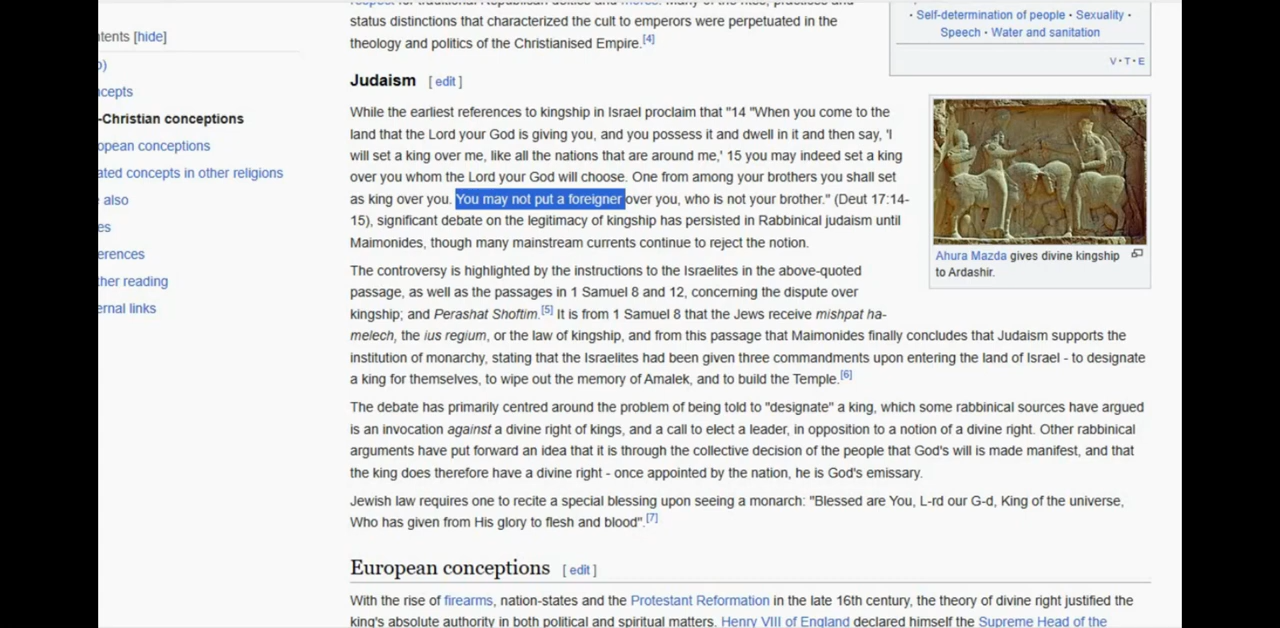 status distinctions that characterized the cult to emperors were perpetuated in the
theology and politics of the Christianised Empire.[4]
Judaism [ edit ]
While the earliest references to kingship in Israel proclaim that "14 "When you come to the
land that the Lord your God is giving you, and you possess it and dwell in it and then say, 'I
will set a king over me, like all the nations that are around me,' 15 you may indeed set a king
over you whom the Lord your God will choose. One from among your brothers you shall set
as king over you. You may not put a foreigner over you, who is not your brother." (Deut 17:14-
15), significant debate on the legitimacy of kingship has persisted in Rabbinical judaism until
Maimonides, though many mainstream currents continue to reject the notion.
The controversy is highlighted by the instructions to the Israelites in the above-quoted
passage, as well as the passages in 1 Samuel 8 and 12, concerning the dispute over
kingship; and Perashat Shoftim.[5] It is from 1 Samuel 8 that the Jews receive mishpat ha-
melech, the ius regium, or the law of kingship, and from this passage that Maimonides finally concludes that Judaism supports the
institution of monarchy, stating that the Israelites had been given three commandments upon entering the land of Israel - to designate
a king for themselves, to wipe out the memory of Amalek, and to build the Temple.[6]
The debate has primarily centred around the problem of being told to "designate" a king, which some rabbinical sources have argued
is an invocation against a divine right of kings, and a call to elect a leader, in opposition to a notion of a divine right. Other rabbinical
arguments have put forward an idea that it is through the collective decision of the people that God's will is made manifest, and that
the king does therefore have a divine right - once appointed by the nation, he is God's emissary.
Jewish law requires one to recite a special blessing upon seeing a monarch: "Blessed are You, L-rd our G-d, King of the universe,
Who has given from His glory to flesh and blood".[7]
European conceptions [ edit ]
With the rise of firearms, nation-states and the Protestant Reformation in the late 16th century, the theory of divine right justified the
king's absolute authority in both political and spiritual matters. Henry VIII of England declared himself the Supreme Head of the
ntents [hide]
)
ncepts
-Christian conceptions
opean conceptions
ated concepts in other religions
also
es
erences
her reading
ernal links
· Self-determination of people · Sexuality ·
Speech · Water and sanitation
V · T · E
Ahura Mazda gives divine kingship
to Ardashir.